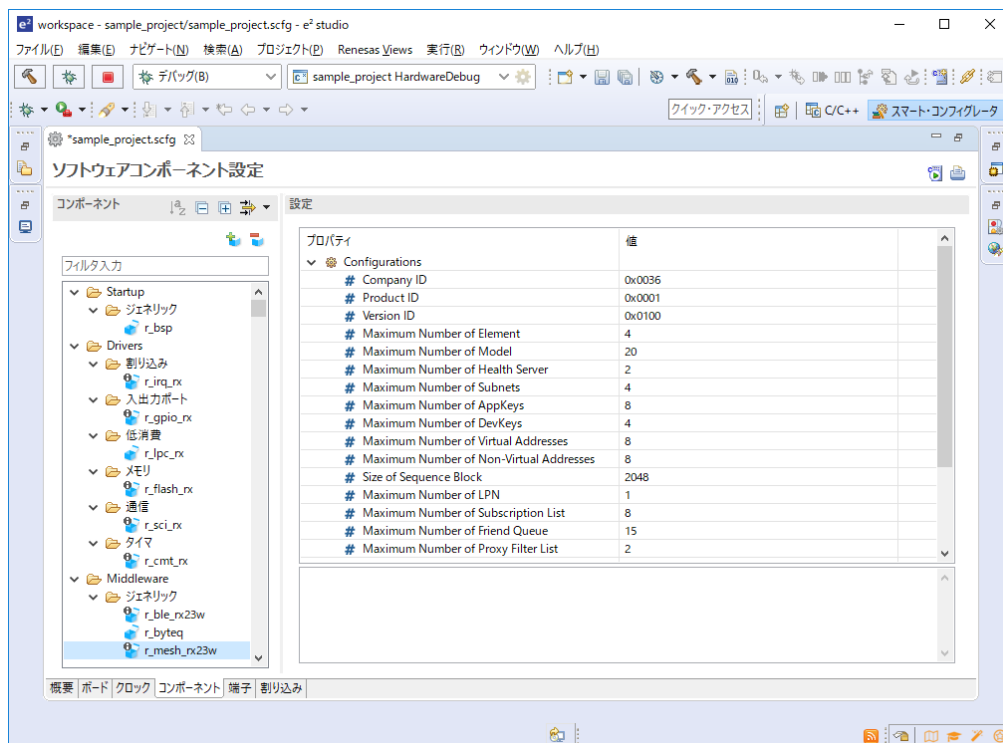 workspace - sample_project/sample_project.scfg - e² studio
ファイル(F) 編集(E) ナビゲート(N) 検索(A) プロジェクト(P) Renesas Views 実行(R) ウィンドウ(W) ヘルプ(H)
デバッグ(B) sample_project HardwareDebug
クイック・アクセス C/C++ スマート・コンフィグレータ
*sample_project.scfg
ソフトウェアコンポーネント設定
コンポーネント
フィルタ入力
Startup
ジェネリック
r_bsp
Drivers
割り込み
r_irq_rx
入出力ポート
r_gpio_rx
低消費
r_lpc_rx
メモリ
r_flash_rx
通信
r_sci_rx
タイマ
r_cmt_rx
Middleware
ジェネリック
r_ble_rx23w
r_byteq
r_mesh_rx23w
設定
プロパティ 値
Configurations
Company ID 0x0036
Product ID 0x0001
Version ID 0x0100
Maximum Number of Element 4
Maximum Number of Model 20
Maximum Number of Health Server 2
Maximum Number of Subnets 4
Maximum Number of AppKeys 8
Maximum Number of DevKeys 4
Maximum Number of Virtual Addresses 8
Maximum Number of Non-Virtual Addresses 8
Size of Sequence Block 2048
Maximum Number of LPN 1
Maximum Number of Subscription List 8
Maximum Number of Friend Queue 15
Maximum Number of Proxy Filter List 2
概要 ボード クロック コンポーネント 端子 割り込み